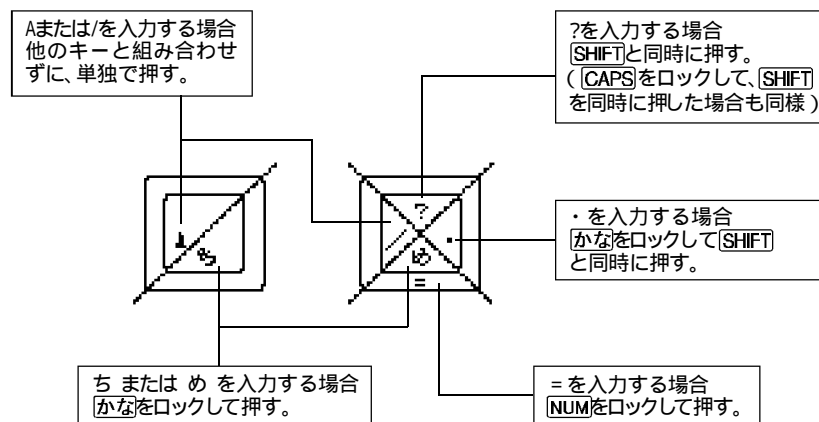 Aまたは/を入力する場合
他のキーと組み合わせ
ずに、単独で押す。
?を入力する場合
SHIFTと同時に押す。
( CAPSをロックして、SHIFT
を同時に押した場合も同様 )
?
・
め
=
ち
・を入力する場合
かなをロックしてSHIFT
と同時に押す。
ち または め を入力する場合
かなをロックして押す。
=を入力する場合
NUMをロックして押す。